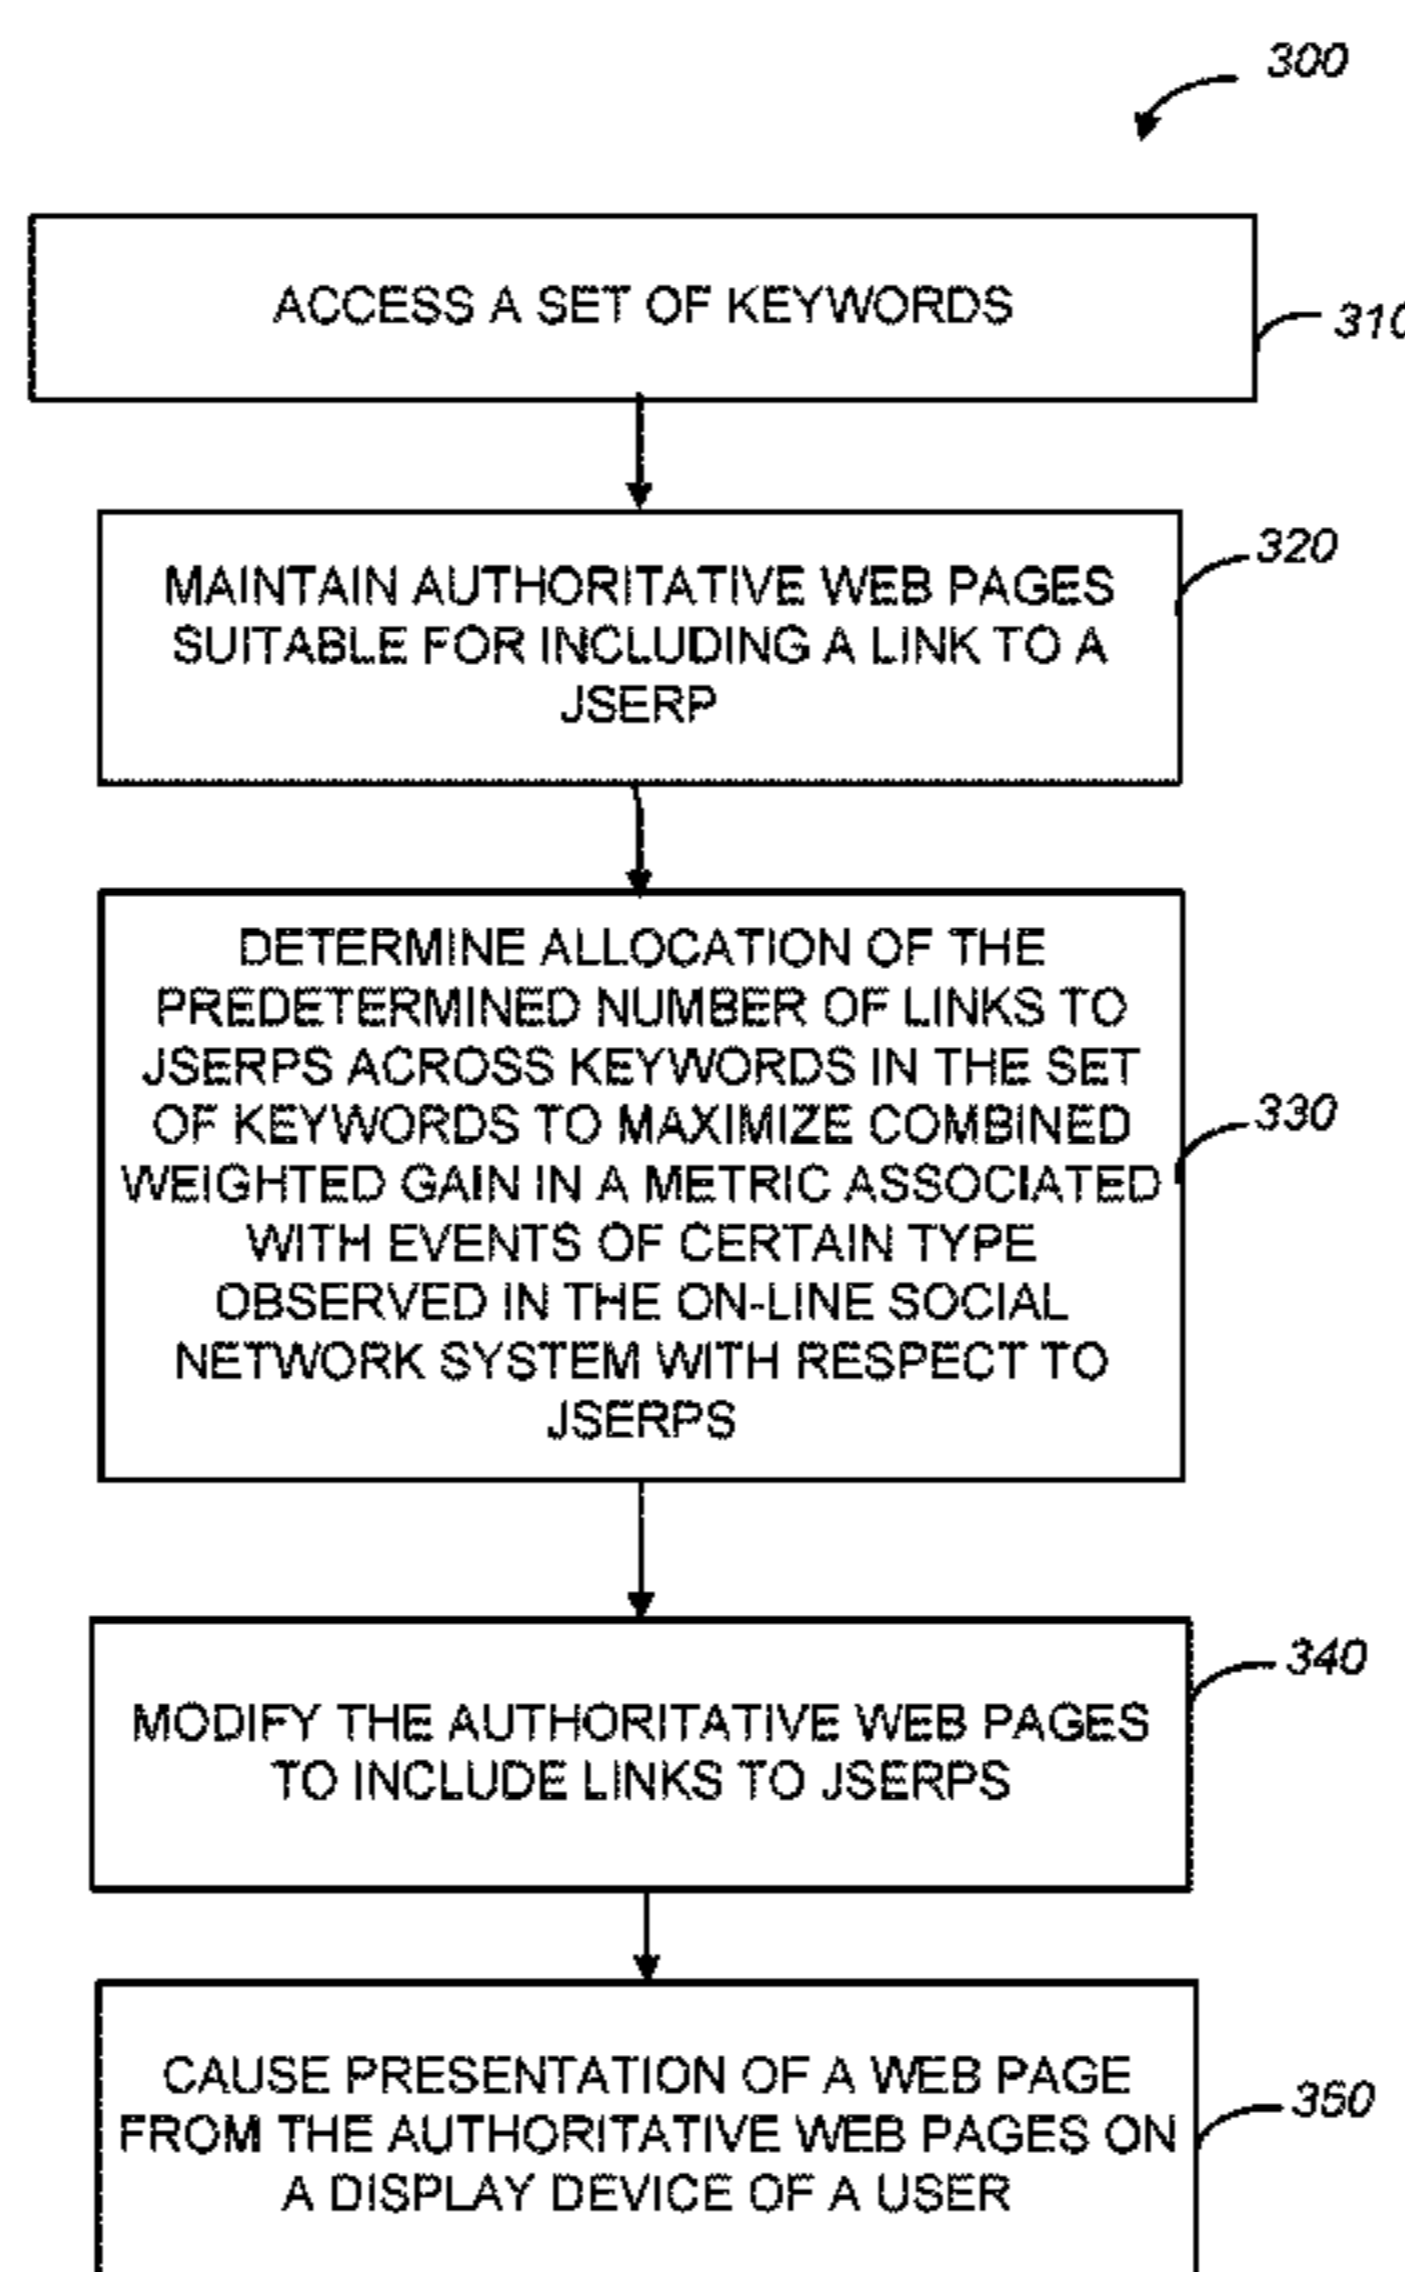 300
ACCESS A SET OF KEYWORDS
310
MAINTAIN AUTHORITATIVE WEB PAGES
SUITABLE FOR INCLUDING A LINK TO A
JSERP
320
DETERMINE ALLOCATION OF THE
PREDETERMINED NUMBER OF LINKS TO
JSERPS ACROSS KEYWORDS IN THE SET
OF KEYWORDS TO MAXIMIZE COMBINED
WEIGHTED GAIN IN A METRIC ASSOCIATED
WITH EVENTS OF CERTAIN TYPE
OBSERVED IN THE ON-LINE SOCIAL
NETWORK SYSTEM WITH RESPECT TO
JSERPS
330
MODIFY THE AUTHORITATIVE WEB PAGES
TO INCLUDE LINKS TO JSERPS
340
CAUSE PRESENTATION OF A WEB PAGE
FROM THE AUTHORITATIVE WEB PAGES ON
A DISPLAY DEVICE OF A USER
350